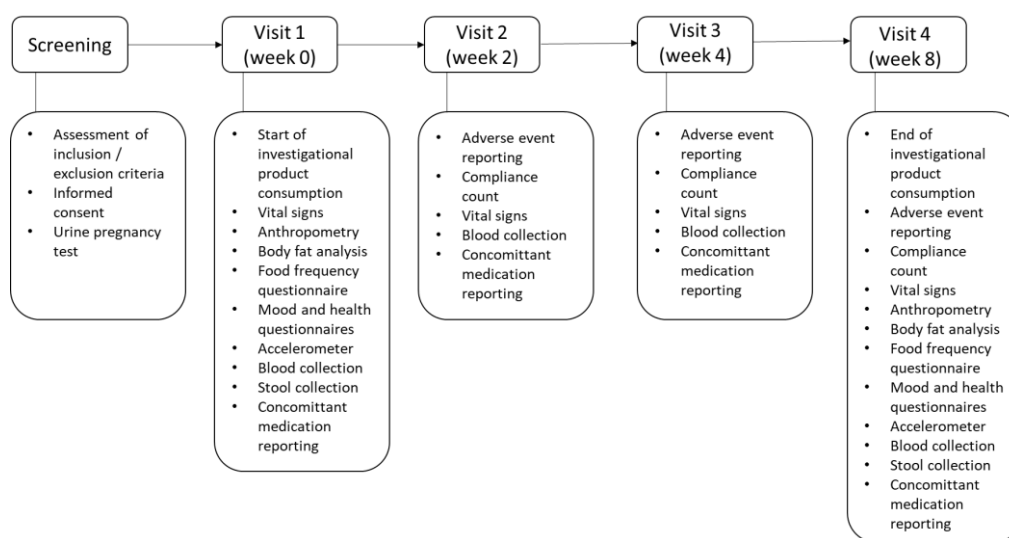 Screening
Visit 1
(week 0)
Visit 2
(week 2)
Visit 3
(week 4)
Visit 4
(week 8)
• Assessment of
inclusion /
exclusion criteria
• Informed
consent
• Urine pregnancy
test
• Start of
investigational
product
consumption
• Vital signs
• Anthropometry
• Body fat analysis
• Food frequency
questionnaire
• Mood and health
questionnaires
• Accelerometer
• Blood collection
• Stool collection
• Concomittant
medication
reporting
• Adverse event
reporting
• Compliance
count
• Vital signs
• Blood collection
• Concomittant
medication
reporting
• Adverse event
reporting
• Compliance
count
• Vital signs
• Blood collection
• Concomittant
medication
reporting
• End of
investigational
product
consumption
• Adverse event
reporting
• Compliance
count
• Vital signs
• Anthropometry
• Body fat analysis
• Food frequency
questionnaire
• Mood and health
questionnaires
• Accelerometer
• Blood collection
• Stool collection
• Concomittant
medication
reporting